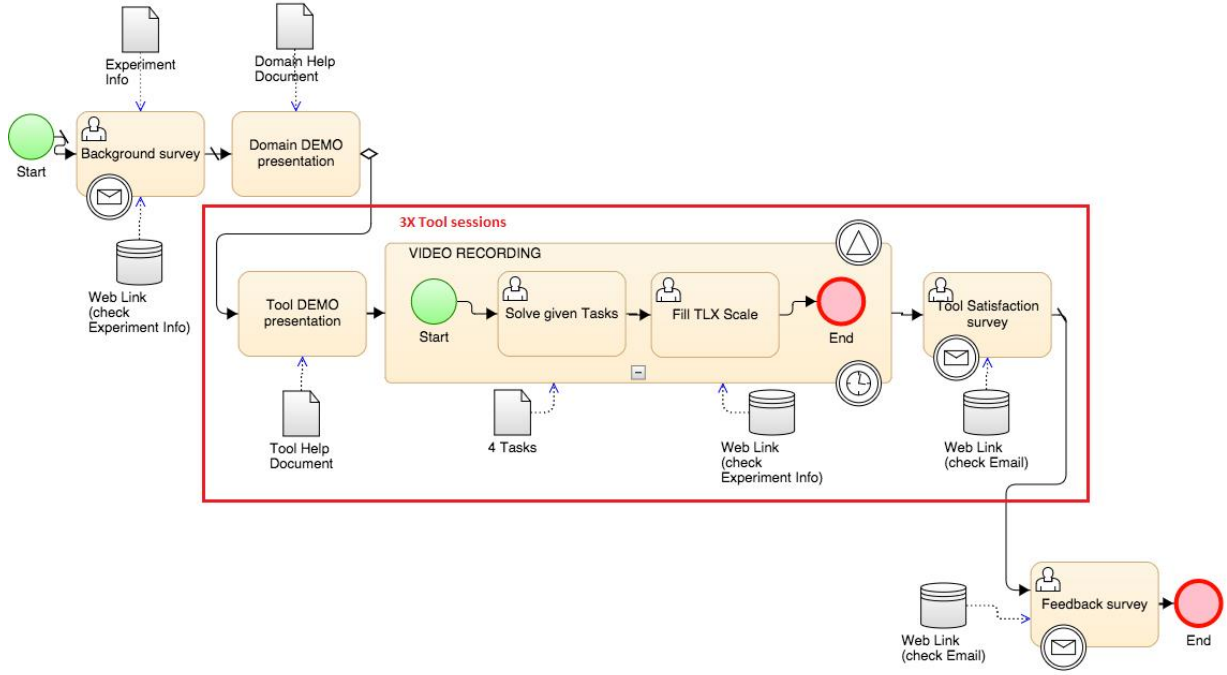 Experiment
Info
Domain Help
Document
Start
Background survey
Domain DEMO
presentation
Web Link
(check
Experiment Info)
3X Tool sessions
VIDEO RECORDING
Tool DEMO
presentation
Start
Solve given Tasks
Fill TLX Scale
End
Tool Satisfaction
survey
Tool Help
Document
4 Tasks
Web Link
(check
Experiment Info)
Web Link
(check Email)
Feedback survey
End
Web Link
(check Email)